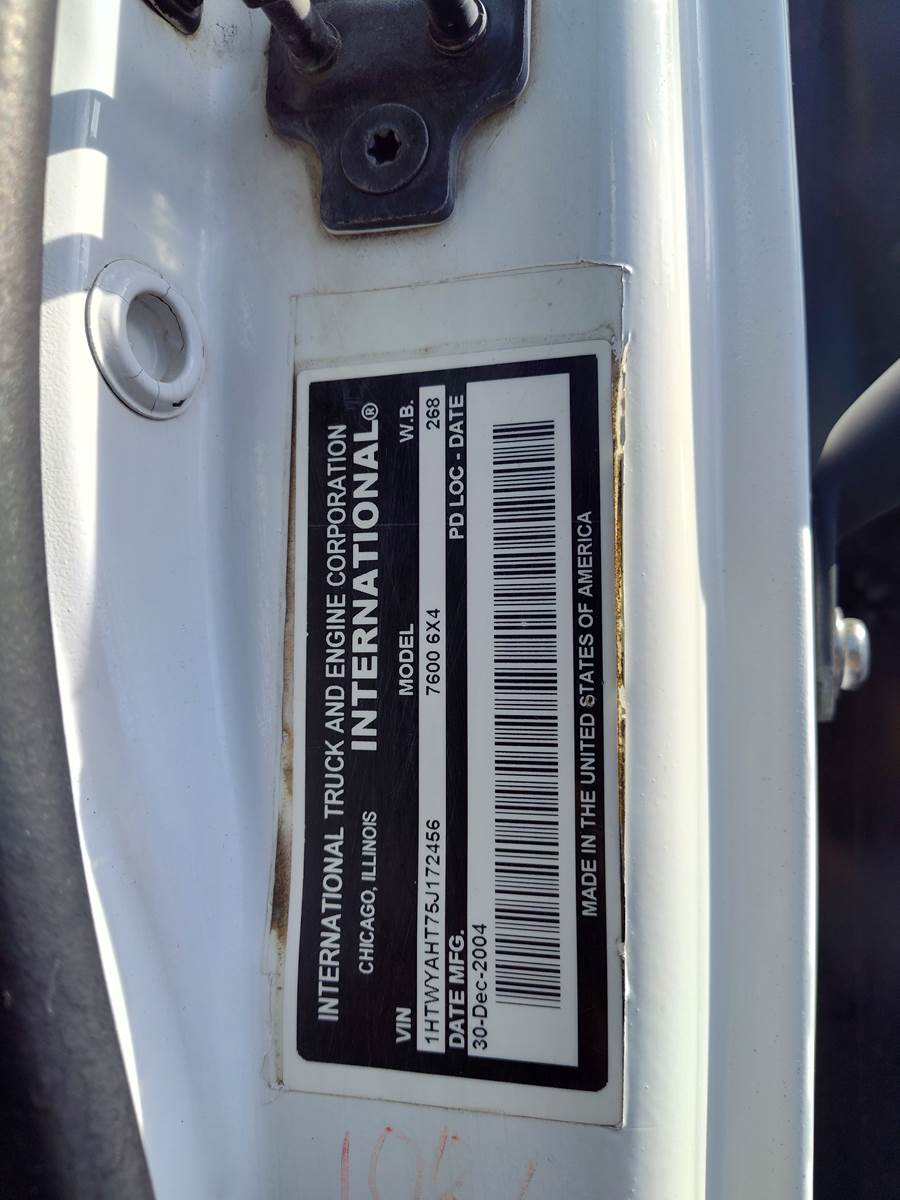 INTERNATIONAL TRUCK AND ENGINE CORPORATION
CHICAGO, ILLINOIS INTERNATIONAL®
VIN MODEL W.B.
1HTWYAHT75J172456 7600 6X4 268
DATE MFG. PD LOC - DATE
30-Dec-2004
MADE IN THE UNITED STATES OF AMERICA